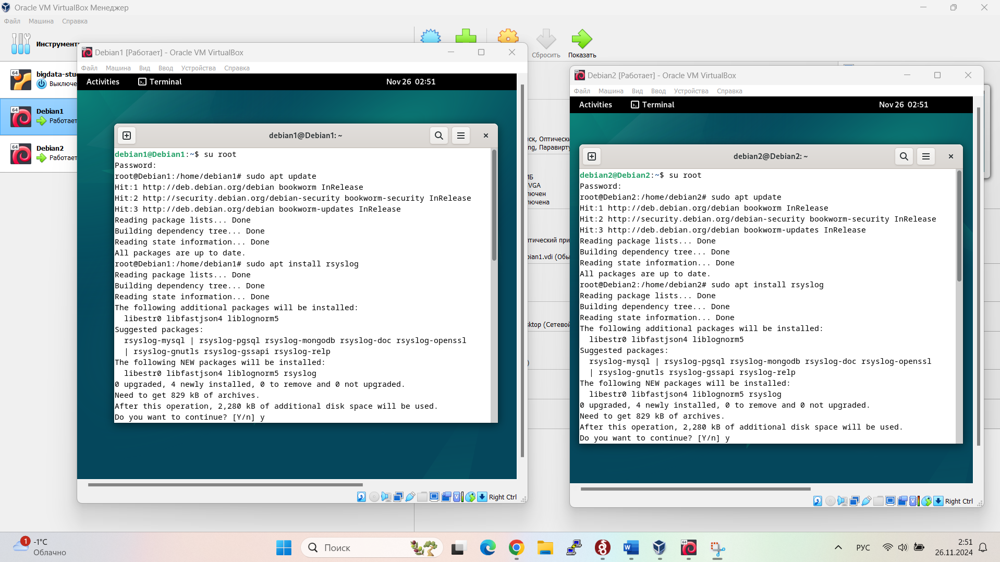 Oracle VM VirtualBox Менеджер
Файл Машина Справка
Инструменты
Сбросить
Показать
bigdata-stu
Выключе
Debian1
Работает
Debian2
Работает
Debian1 [Работает] - Oracle VM VirtualBox
Файл Машина Вид Ввод Устройства Справка
Activities
Terminal
Nov 26 02:51
debian1@Debian1: ~
debian1@Debian1:~$ su root
Password:
root@Debian1:/home/debian1# sudo apt update
Hit:1 http://deb.debian.org/debian bookworm InRelease
Hit:2 http://security.debian.org/debian-security bookworm-security InRelease
Hit:3 http://deb.debian.org/debian bookworm-updates InRelease
Reading package lists... Done
Building dependency tree... Done
Reading state information... Done
All packages are up to date.
root@Debian1:/home/debian1# sudo apt install rsyslog
Reading package lists... Done
Building dependency tree... Done
Reading state information... Done
The following additional packages will be installed:
libestr0 libfastjson4 liblognorm5
Suggested packages:
rsyslog-mysql | rsyslog-pgsql rsyslog-mongodb rsyslog-doc rsyslog-openssl
| rsyslog-gnutls rsyslog-gssapi rsyslog-relp
The following NEW packages will be installed:
libestr0 libfastjson4 liblognorm5 rsyslog
0 upgraded, 4 newly installed, 0 to remove and 0 not upgraded.
Need to get 829 kB of archives.
After this operation, 2,280 kB of additional disk space will be used.
Do you want to continue? [Y/n] y
Right Ctrl
ск, Оптически
ng, Паравирту
МБ
VGA
ючен
ючена
птический при
bian1.vdi (Обы
sktop (Сетевой
Debian2 [Работает] - Oracle VM VirtualBox
Файл Машина Вид Ввод Устройства Справка
Activities
Terminal
Nov 26 02:51
debian2@Debian2: ~
debian2@Debian2:~$ su root
Password:
root@Debian2:/home/debian2# sudo apt update
Hit:1 http://deb.debian.org/debian bookworm InRelease
Hit:2 http://security.debian.org/debian-security bookworm-security InRelease
Hit:3 http://deb.debian.org/debian bookworm-updates InRelease
Reading package lists... Done
Building dependency tree... Done
Reading state information... Done
All packages are up to date.
root@Debian2:/home/debian2# sudo apt install rsyslog
Reading package lists... Done
Building dependency tree... Done
Reading state information... Done
The following additional packages will be installed:
libestr0 libfastjson4 liblognorm5
Suggested packages:
rsyslog-mysql | rsyslog-pgsql rsyslog-mongodb rsyslog-doc rsyslog-openssl
| rsyslog-gnutls rsyslog-gssapi rsyslog-relp
The following NEW packages will be installed:
libestr0 libfastjson4 liblognorm5 rsyslog
0 upgraded, 4 newly installed, 0 to remove and 0 not upgraded.
Need to get 829 kB of archives.
After this operation, 2,280 kB of additional disk space will be used.
Do you want to continue? [Y/n] y
Right Ctrl
1
-1°C
Облачно
Поиск
РУС
2:51
26.11.2024